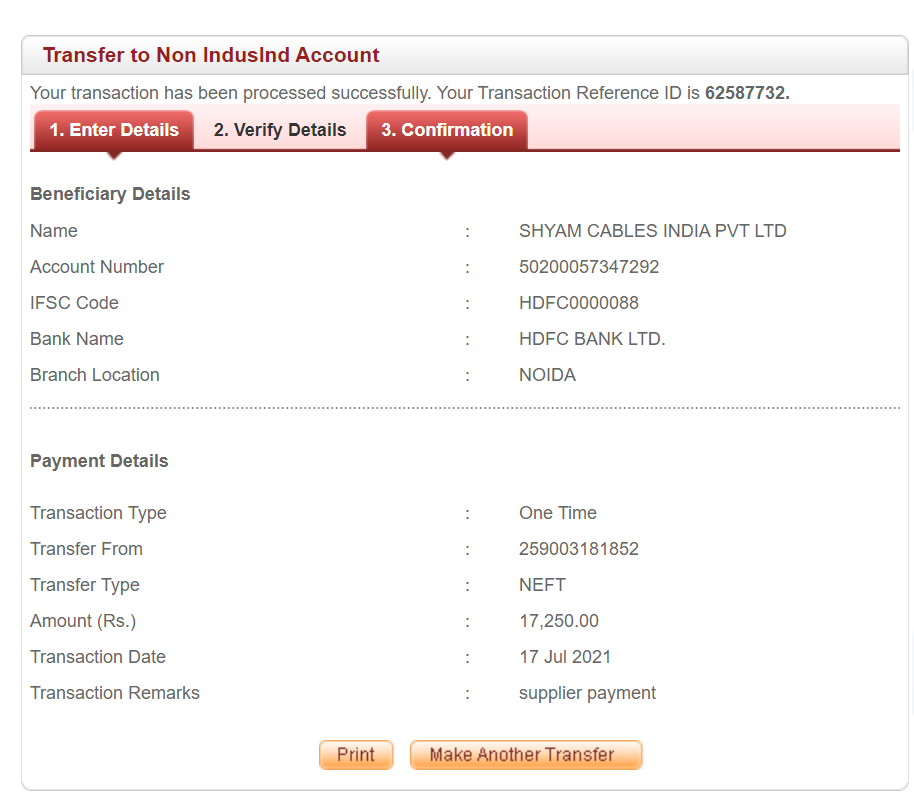 Transfer to Non IndusInd Account
Your transaction has been processed successfully. Your Transaction Reference ID is 62587732.
1. Enter Details 2. Verify Details 3. Confirmation
Beneficiary Details
Name : SHYAM CABLES INDIA PVT LTD
Account Number : 50200057347292
IFSC Code : HDFC0000088
Bank Name : HDFC BANK LTD.
Branch Location : NOIDA
Payment Details
Transaction Type : One Time
Transfer From : 259003181852
Transfer Type : NEFT
Amount (Rs.) : 17,250.00
Transaction Date : 17 Jul 2021
Transaction Remarks : supplier payment
Print Make Another Transfer